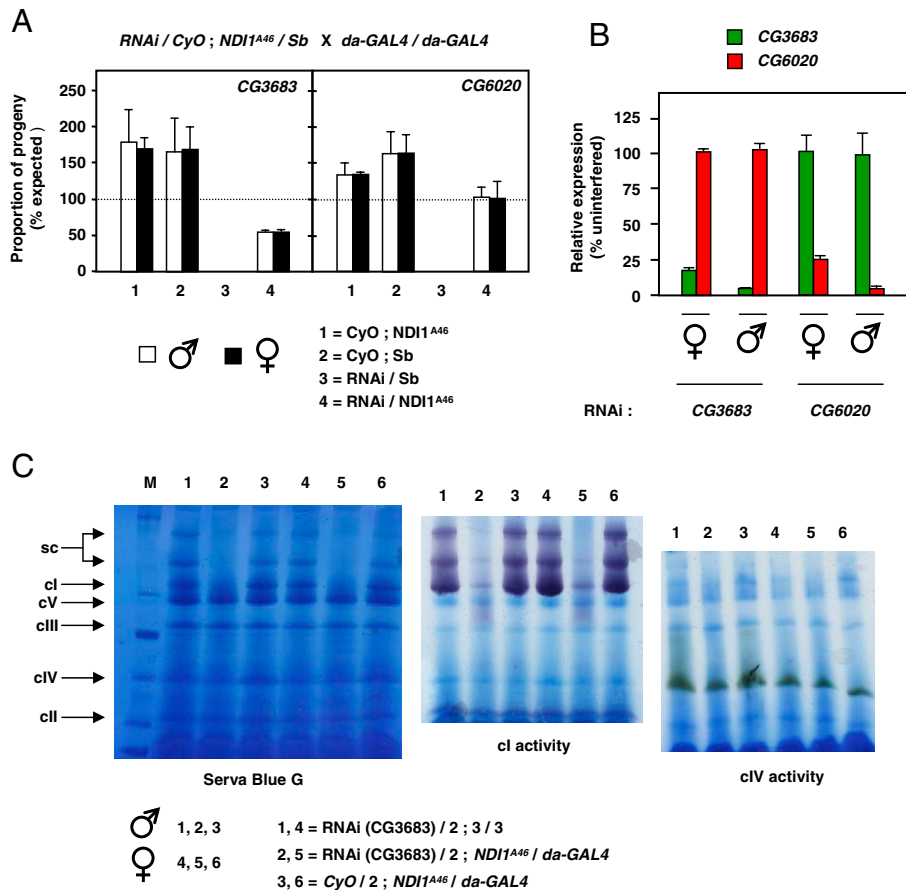 A
RNAi / CyO ; NDI1A46 / Sb X da-GAL4 / da-GAL4
CG3683
CG6020
Proportion of progeny
(% expected )
250
200
150
100
50
0
1 2 3 4 1 2 3 4
♂ ♀
1 = CyO ; NDI1A46
2 = CyO ; Sb
3 = RNAi / Sb
4 = RNAi / NDI1A46
B
CG3683
CG6020
Relative expression
(% uninterfered)
125
100
75
50
25
0
♀ ♂ ♀ ♂
RNAi : CG3683 CG6020
C
M 1 2 3 4 5 6
sc
cI
cV
cIII
cIV
cII
Serva Blue G
1 2 3 4 5 6
cI activity
1 2 3 4 5 6
cIV activity
♂ 1, 2, 3
♀ 4, 5, 6
1, 4 = RNAi (CG3683) / 2 ; 3 / 3
2, 5 = RNAi (CG3683) / 2 ; NDI1A46 / da-GAL4
3, 6 = CyO / 2 ; NDI1A46 / da-GAL4